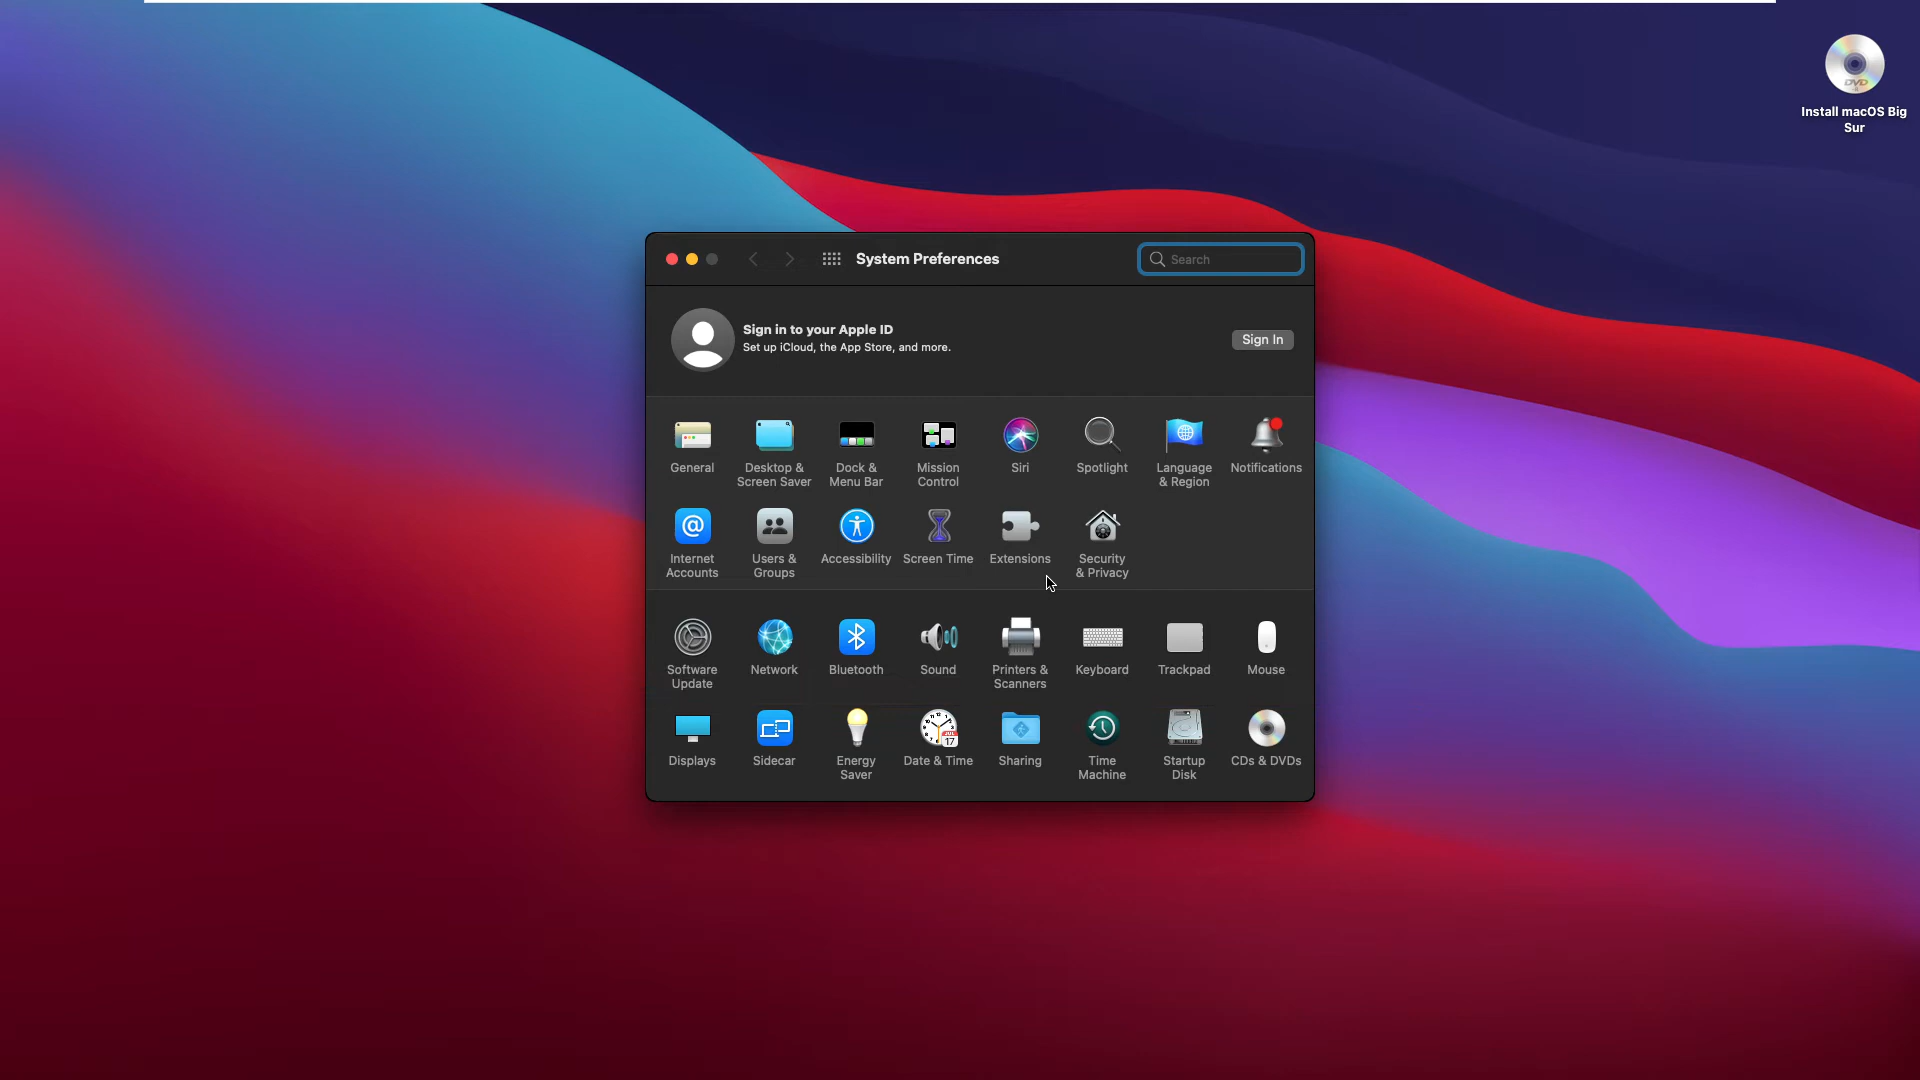 Install macOS Big
Sur
System Preferences
Search
Sign in to your Apple ID
Set up iCloud, the App Store, and more.
Sign In
General
Desktop &
Screen Saver
Dock &
Menu Bar
Mission
Control
Siri
Spotlight
Language
& Region
Notifications
Internet
Accounts
Users &
Groups
Accessibility
Screen Time
Extensions
Security
& Privacy
Software
Update
Network
Bluetooth
Sound
Printers &
Scanners
Keyboard
Trackpad
Mouse
Displays
Sidecar
Energy
Saver
Date & Time
Sharing
Time
Machine
Startup
Disk
CDs & DVDs
DVD
JUL
17